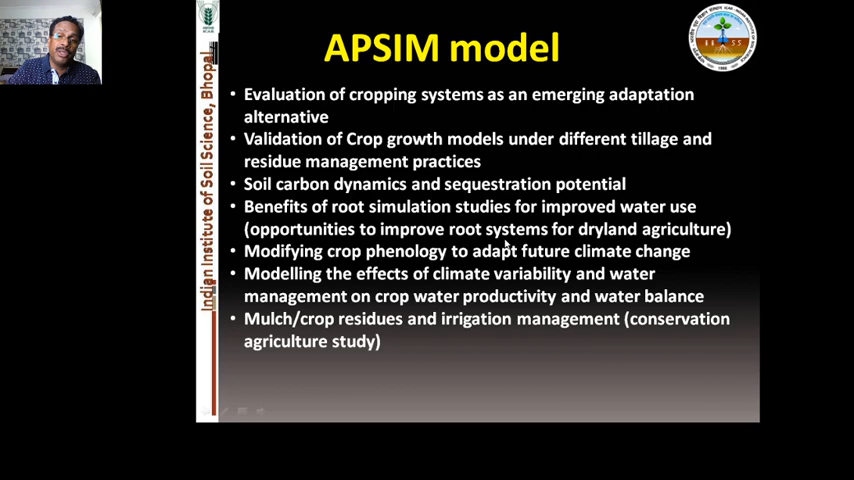 APSIM model
• Evaluation of cropping systems as an emerging adaptation
alternative
• Validation of Crop growth models under different tillage and
residue management practices
• Soil carbon dynamics and sequestration potential
• Benefits of root simulation studies for improved water use
(opportunities to improve root systems for dryland agriculture)
• Modifying crop phenology to adapt future climate change
• Modelling the effects of climate variability and water
management on crop water productivity and water balance
• Mulch/crop residues and irrigation management (conservation
agriculture study)
Indian Institute of Soil Science, Bhopal